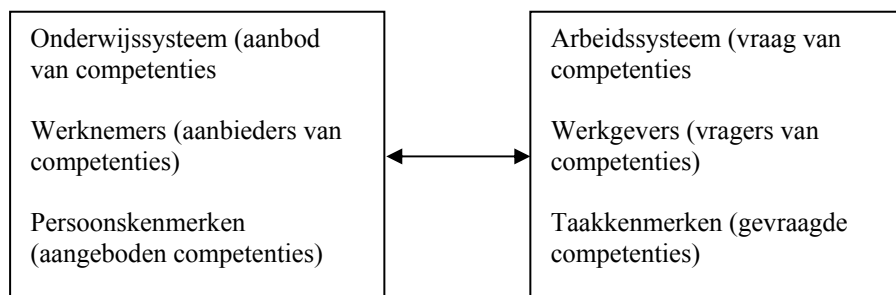 Onderwijssysteem (aanbod
van competenties
Werknemers (aanbieders van
competenties)
Persoonskenmerken
(aangeboden competenties)
Arbeidssysteem (vraag van
competenties
Werkgevers (vragers van
competenties)
Taakkenmerken (gevraagde
competenties)